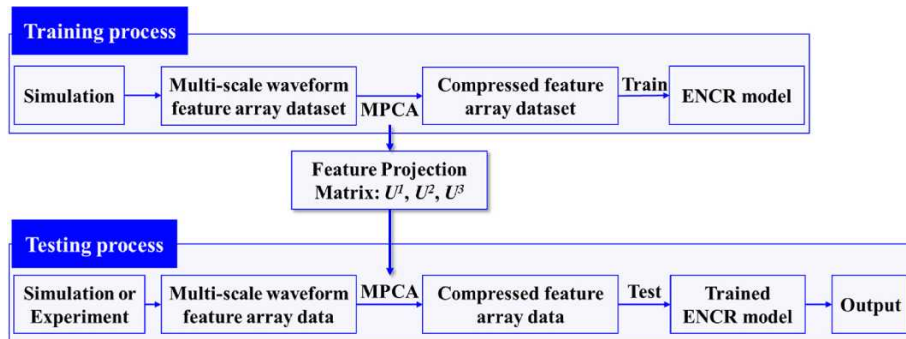 Training process
Simulation
Multi-scale waveform
feature array dataset
MPCA
Compressed feature
array dataset
Train
ENCR model
Feature Projection
Matrix: U¹, U², U³
Testing process
Simulation or
Experiment
Multi-scale waveform
feature array data
MPCA
Compressed feature
array data
Test
Trained
ENCR model
Output